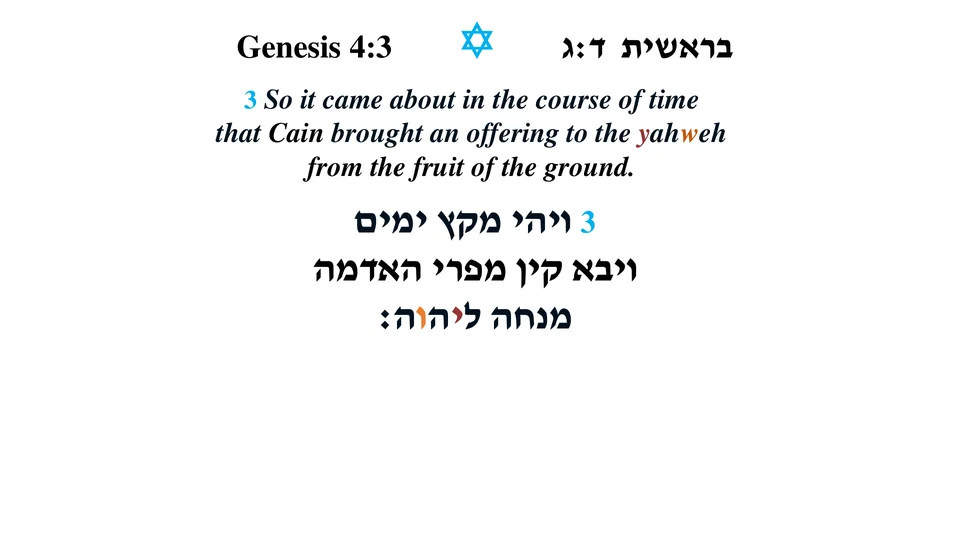 Genesis 4:3 בראשית ד:ג
3 So it came about in the course of time
that Cain brought an offering to the yahweh
from the fruit of the ground.
3 ויהי מקץ ימים
ויבא קין מפרי האדמה
מנחה ליהוה: